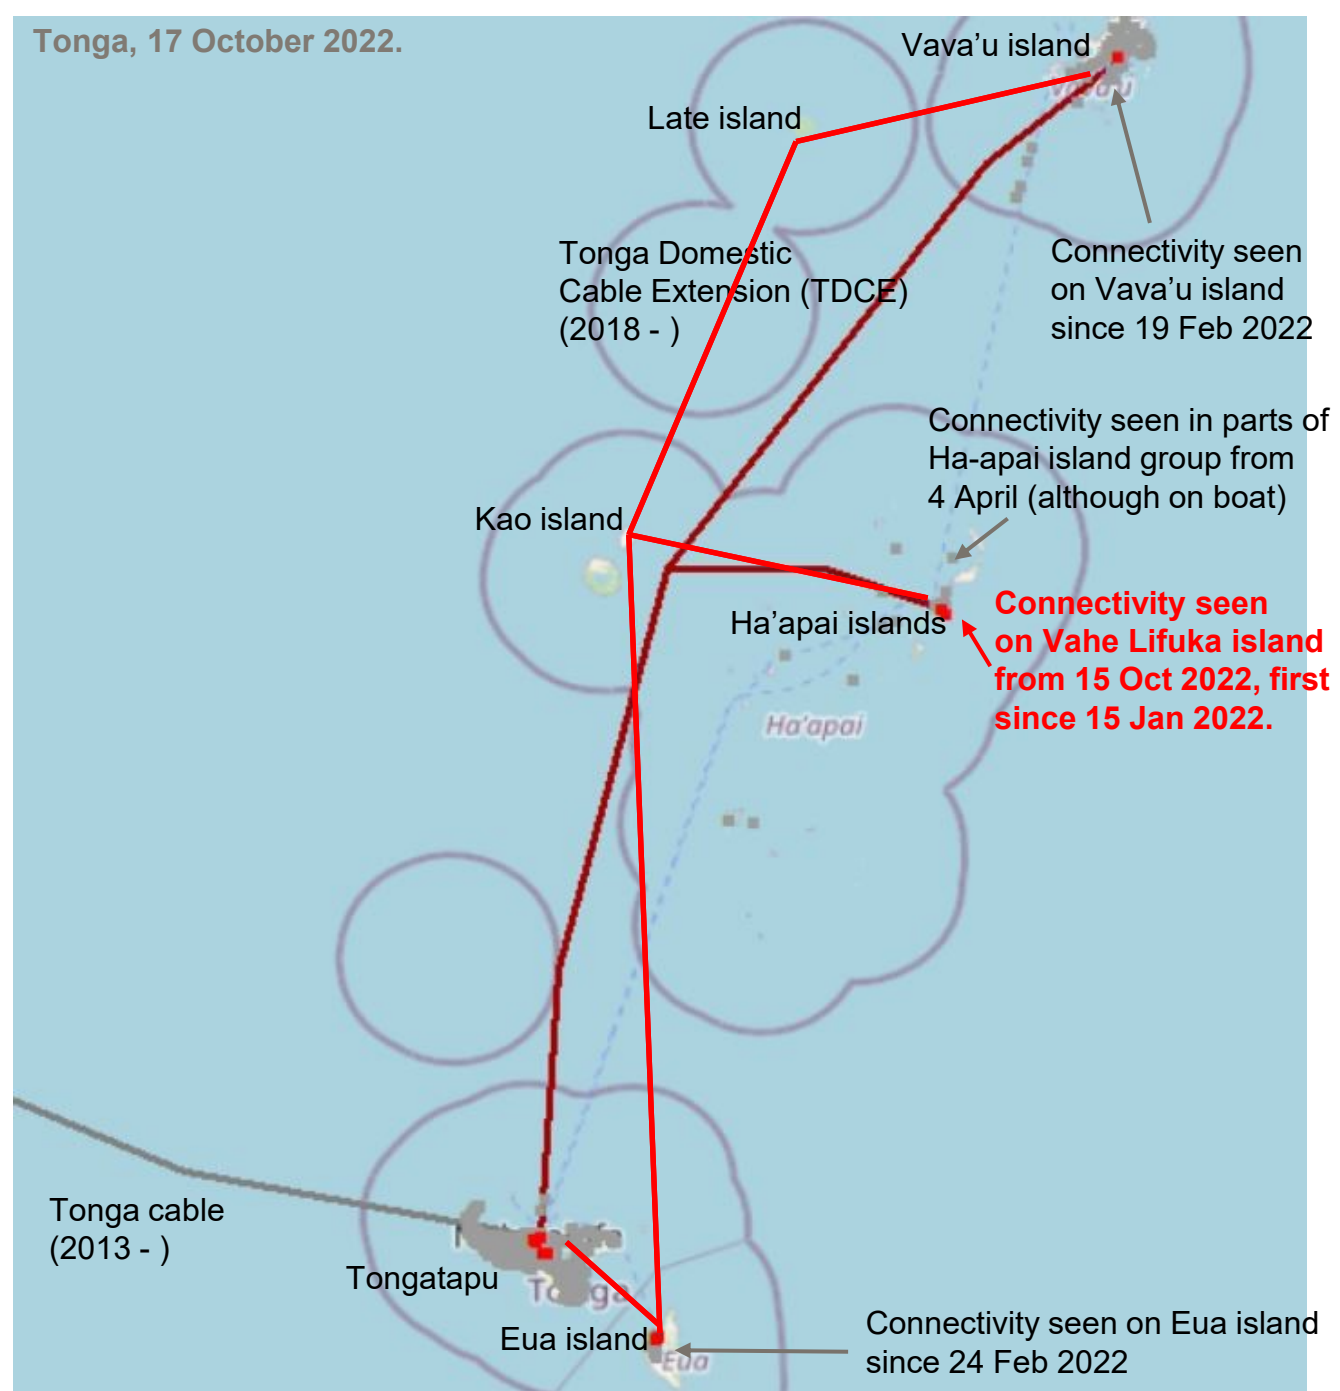 Tonga, 17 October 2022.
Vava'u island
Vava'u
Late island
Tonga Domestic
Cable Extension (TDCE)
(2018 - )
Connectivity seen
on Vava'u island
since 19 Feb 2022
Connectivity seen in parts of
Ha-apai island group from
4 April (although on boat)
Kao island
Ha'apai islands
Connectivity seen
on Vahe Lifuka island
from 15 Oct 2022, first
since 15 Jan 2022.
Ha'apai
Tonga cable
(2013 - )
Tongatapu
Tonga
Eua island
Eua
Connectivity seen on Eua island
since 24 Feb 2022